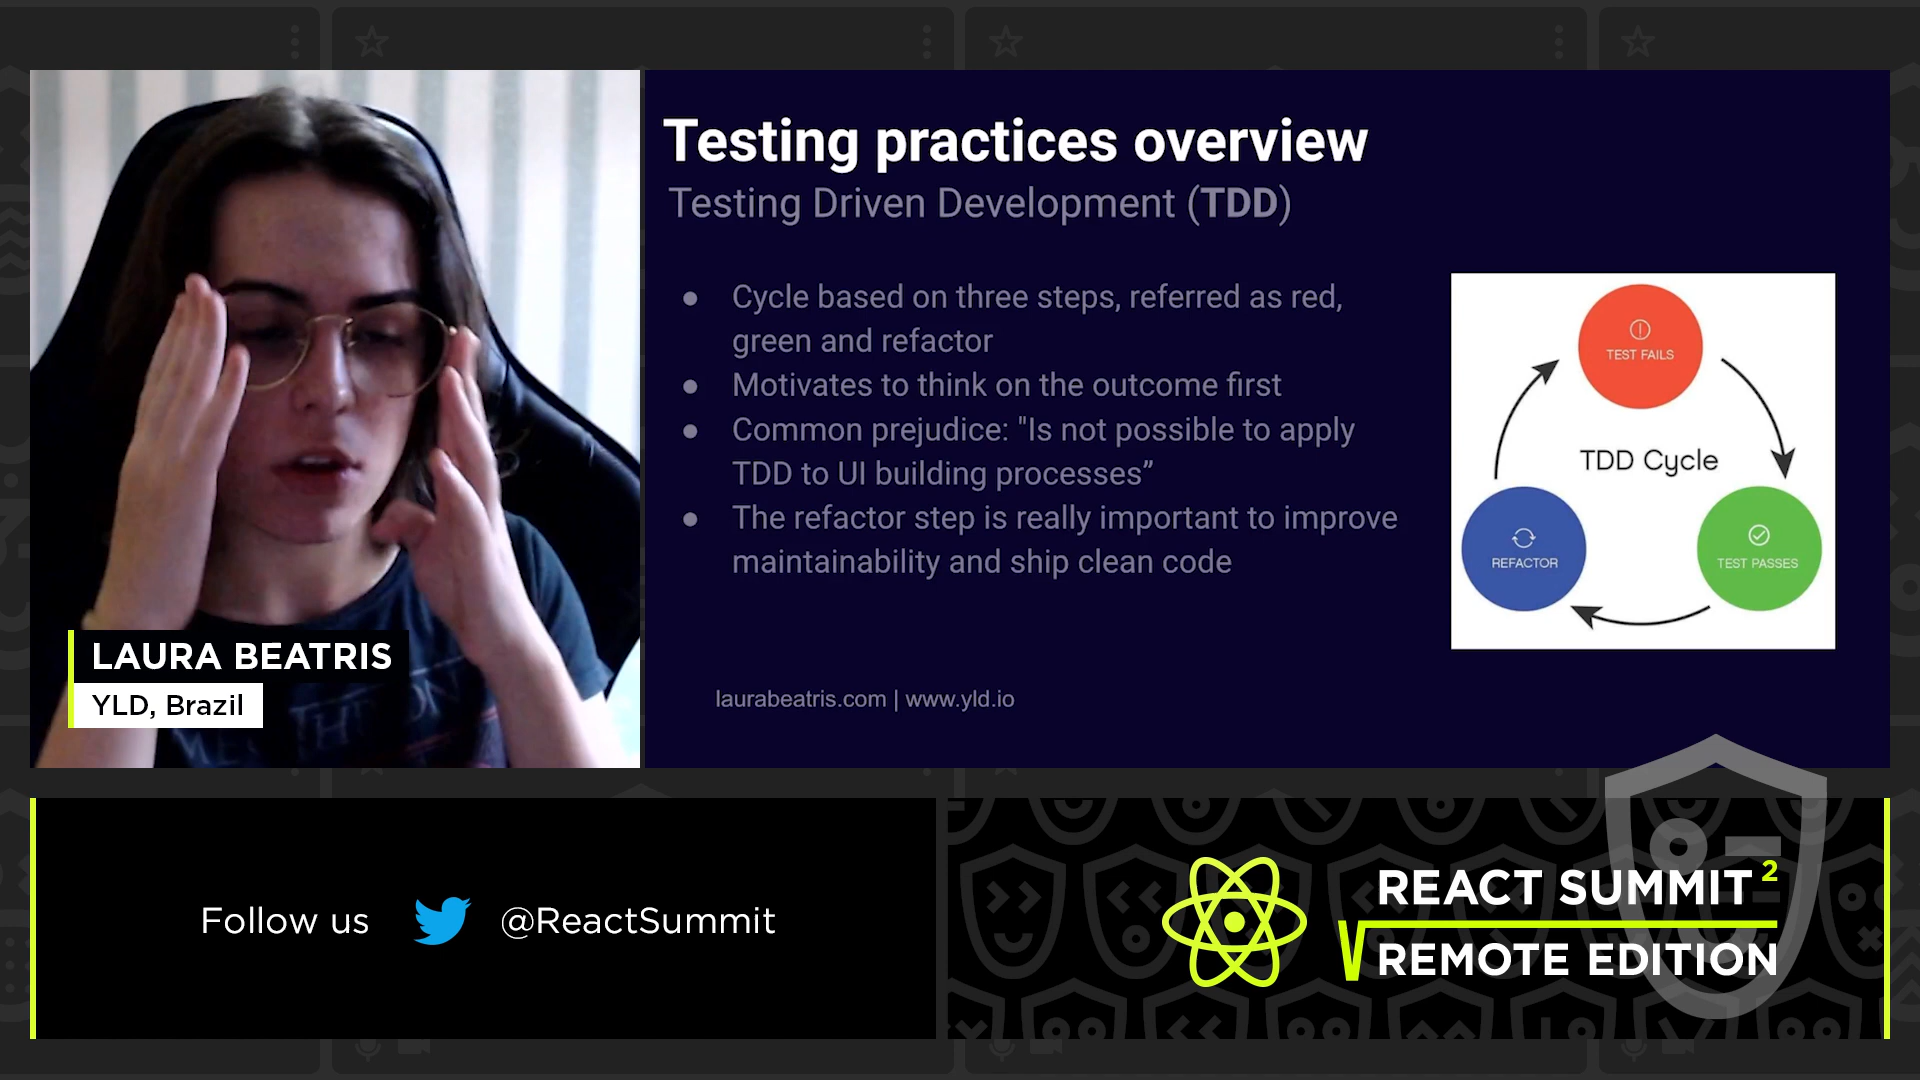 Testing practices overview
Testing Driven Development (TDD)
● Cycle based on three steps, referred as red,
green and refactor
● Motivates to think on the outcome first
● Common prejudice: "Is not possible to apply
TDD to UI building processes”
● The refactor step is really important to improve
maintainability and ship clean code
TEST FAILS
TDD Cycle
REFACTOR
TEST PASSES
laurabeatris.com | www.yld.io
LAURA BEATRIS
YLD, Brazil
Follow us
@ReactSummit
REACT SUMMIT 2
REMOTE EDITION